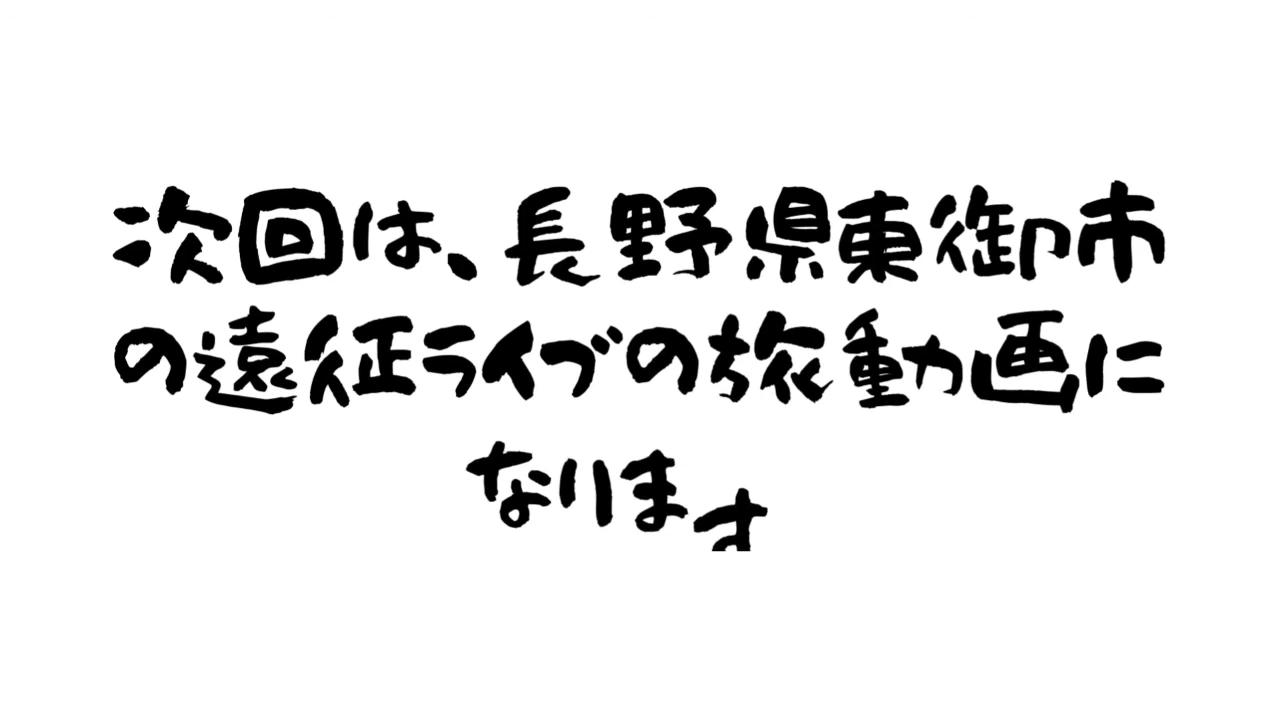 次回は、長野県東御市
の遠征ライブの旅動画に
なります